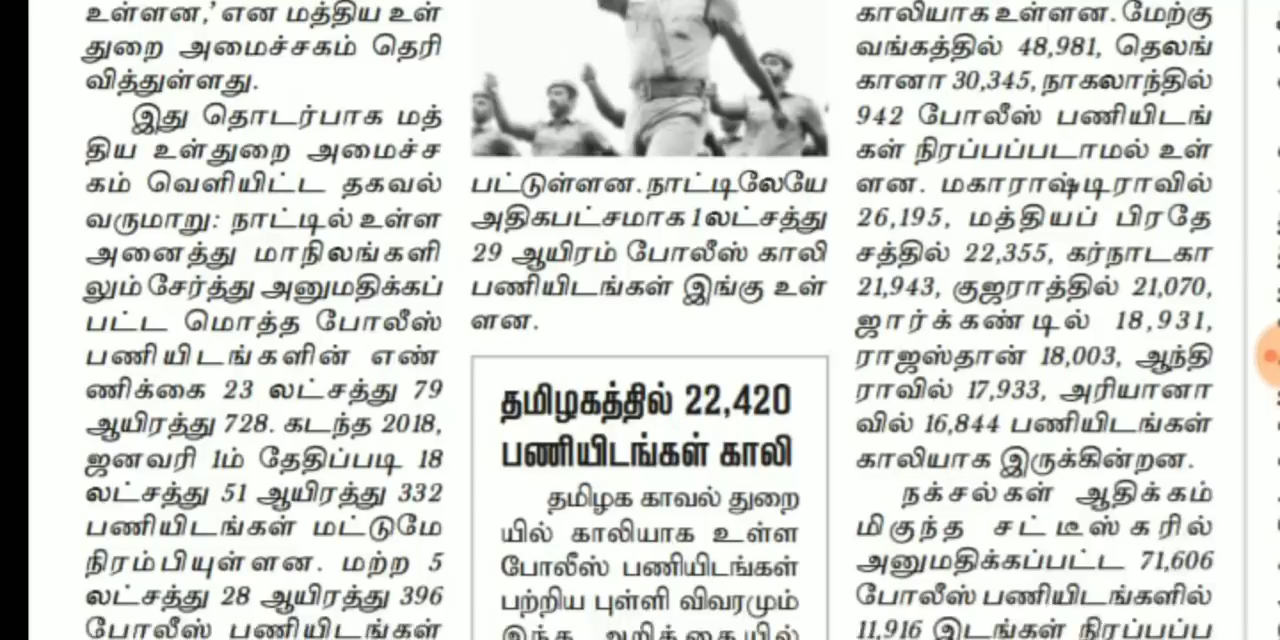 உள்ளன,' என மத்திய உள்
துறை அமைச்சகம் தெரி
வித்துள்ளது.
இது தொடர்பாக மத்
திய உள்துறை அமைச்ச
கம் வெளியிட்ட தகவல்
வருமாறு: நாட்டில் உள்ள
அனைத்து மாநிலங்களி
லும் சேர்த்து அனுமதிக்கப்
பட்ட மொத்த போலீஸ்
பணியிடங்களின் எண்
ணிக்கை 23 லட்சத்து 79
ஆயிரத்து 728. கடந்த 2018,
ஜனவரி 1ம் தேதிப்படி 18
லட்சத்து 51 ஆயிரத்து 332
பணியிடங்கள் மட்டுமே
நிரம்பியுள்ளன. மற்ற 5
லட்சத்து 28 ஆயிரத்து 396
போலீஸ் பணியிடங்கள்
பட்டுள்ளன. நாட்டிலேயே
அதிகபட்சமாக 1 லட்சத்து
29 ஆயிரம் போலீஸ் காலி
பணியிடங்கள் இங்கு உள்
ளன.
தமிழகத்தில் 22,420
பணியிடங்கள் காலி
தமிழக காவல் துறை
யில் காலியாக உள்ள
போலீஸ் பணியிடங்கள்
பற்றிய புள்ளி விவரமும்
இந்த அறிக்கையில்
காலியாக உள்ளன. மேற்கு
வங்கத்தில் 48,981, தெலங்
கானா 30,345, நாகலாந்தில்
942 போலீஸ் பணியிடங்
கள் நிரப்பப்படாமல் உள்
ளன. மகாராஷ்டிராவில்
26,195, மத்தியப் பிரதே
சத்தில் 22,355, கர்நாடகா
21,943, குஜராத்தில் 21,070,
ஜார்க்கண்டில் 18,931,
ராஜஸ்தான் 18,003, ஆந்தி
ராவில் 17,933, அரியானா
வில் 16,844 பணியிடங்கள்
காலியாக இருக்கின்றன.
நக்சல்கள் ஆதிக்கம்
மிகுந்த சட்டீஸ்கரில்
அனுமதிக்கப்பட்ட 71,606
போலீஸ் பணியிடங்களில்
11,916 இடங்கள் நிரப்பப்ப